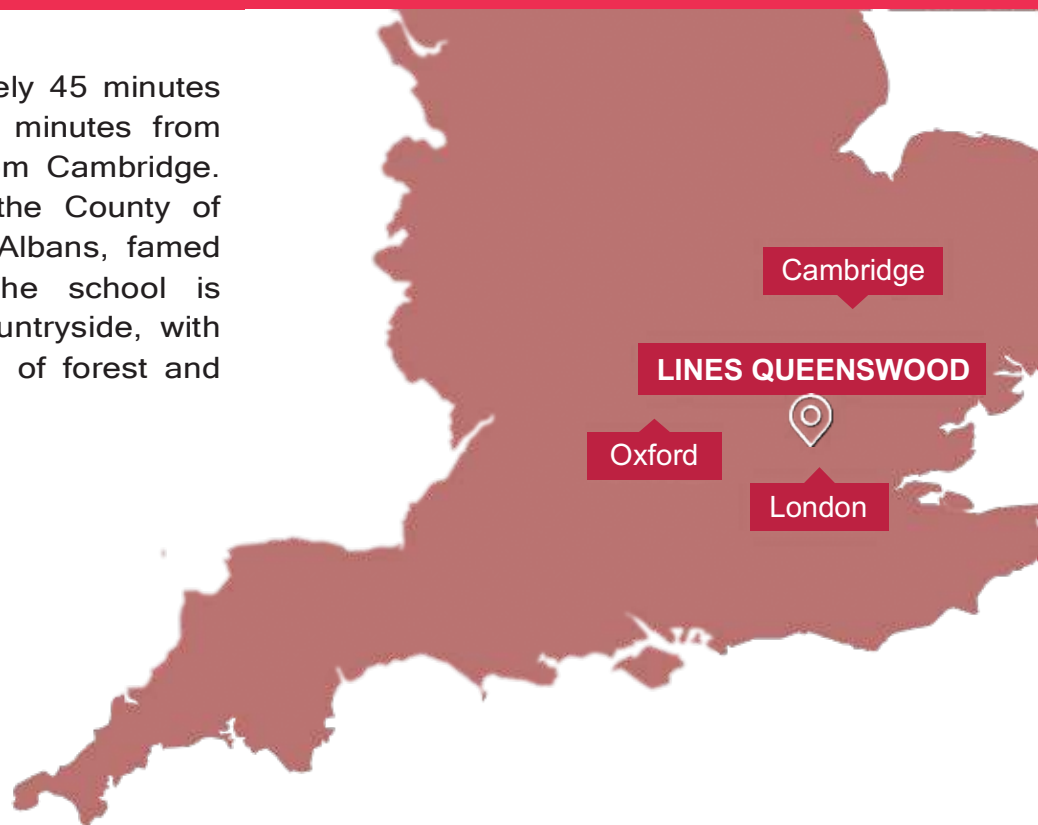 ely 45 minutes
minutes from
m Cambridge.
the County of
Albans, famed
he school is
untryside, with
of forest and
Cambridge
LINES QUEENSWOOD
Oxford
London